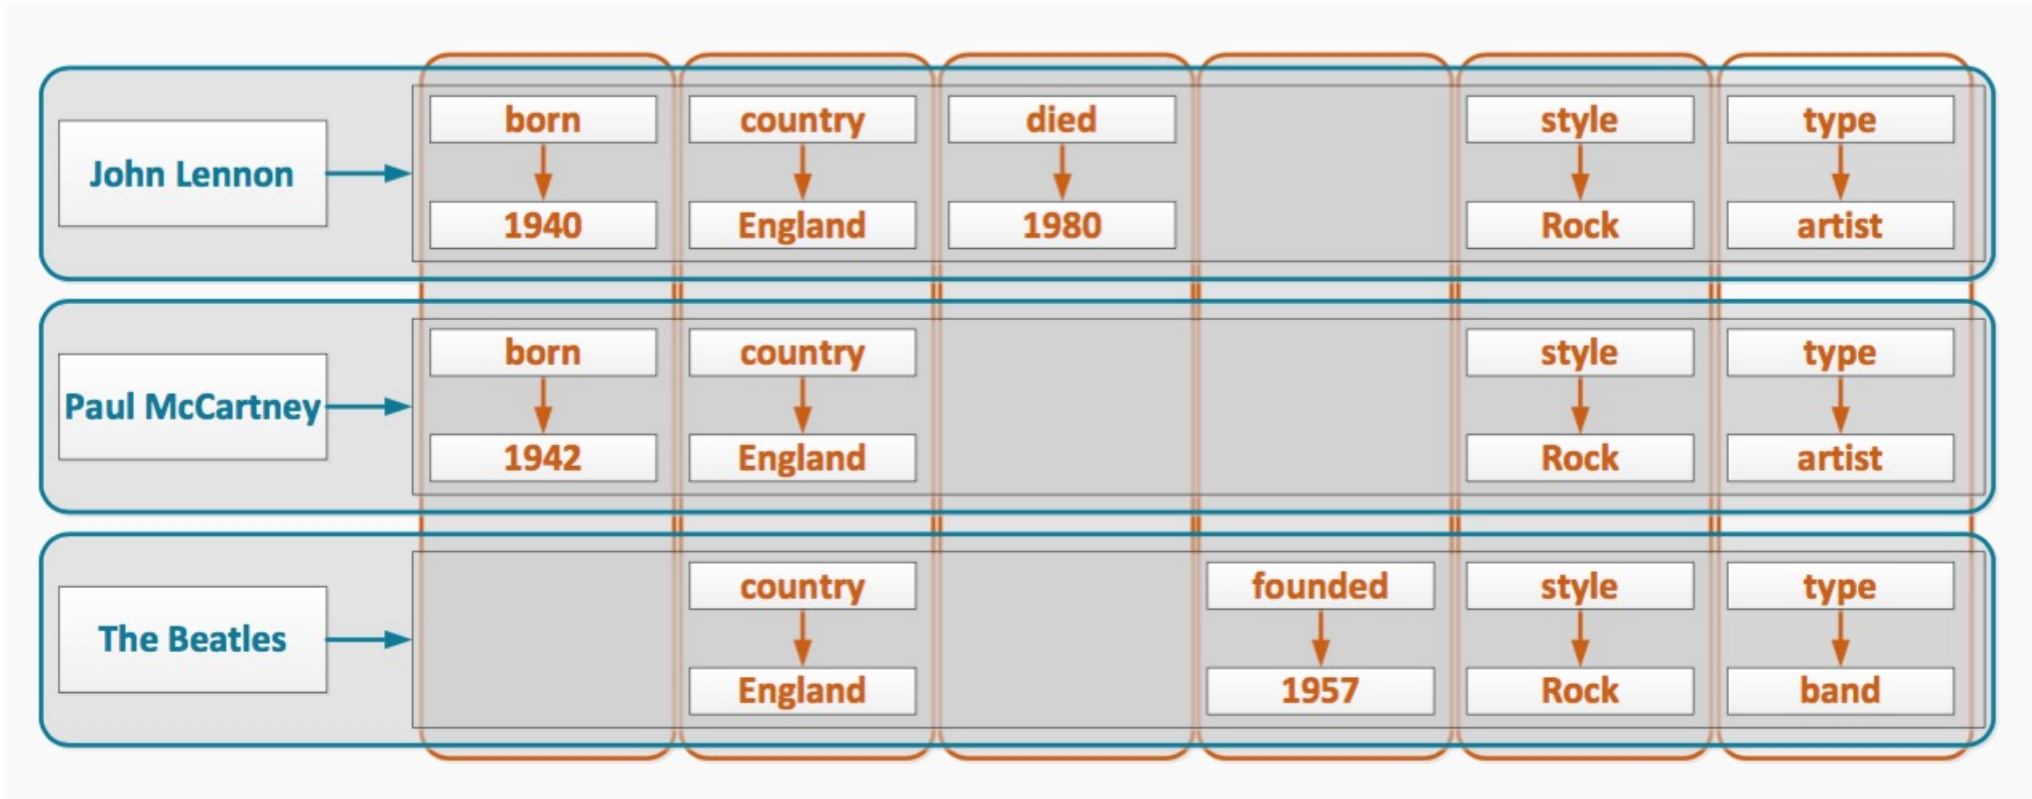 born country died style type
John Lennon
1940 England 1980 Rock artist
born country style type
Paul McCartney
1942 England Rock artist
country founded style type
The Beatles
England 1957 Rock band